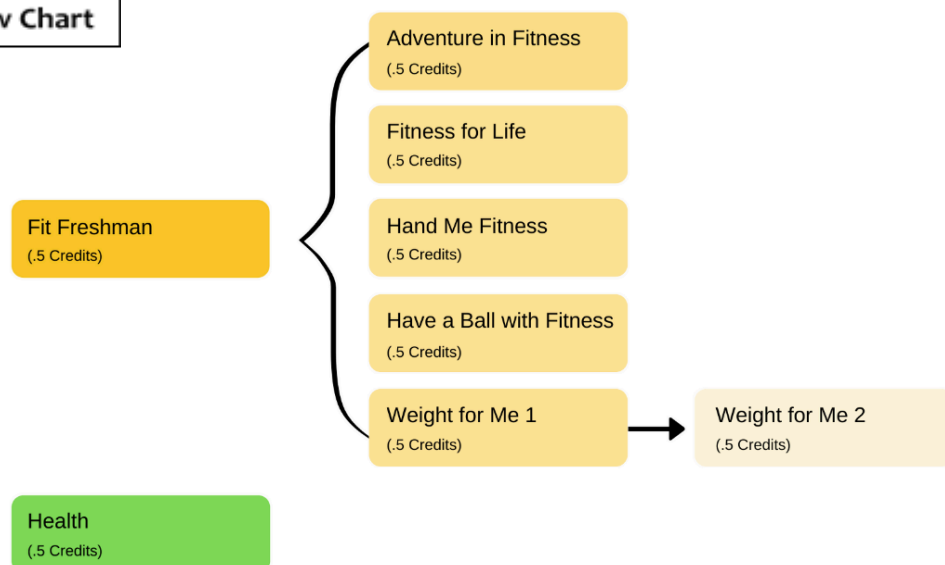 Chart
Fit Freshman
(.5 Credits)
Adventure in Fitness
(.5 Credits)
Fitness for Life
(.5 Credits)
Hand Me Fitness
(.5 Credits)
Have a Ball with Fitness
(.5 Credits)
Weight for Me 1
(.5 Credits)
Weight for Me 2
(.5 Credits)
Health
(.5 Credits)